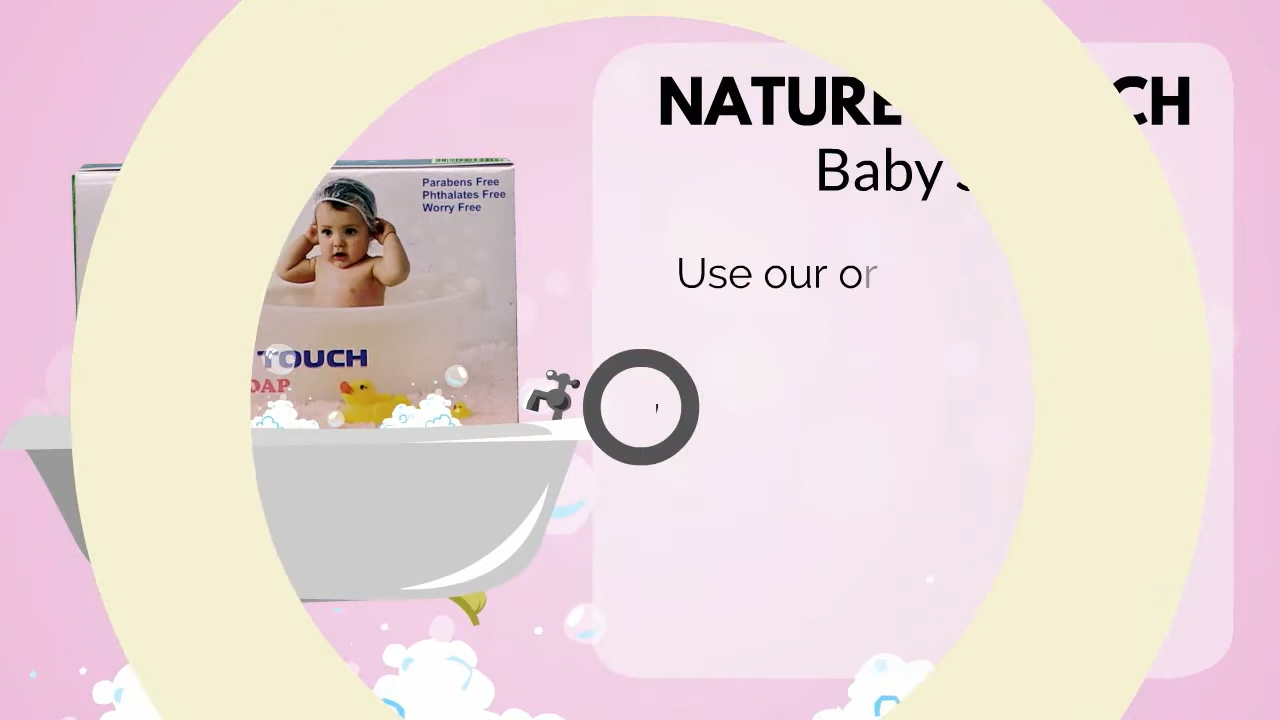 NATURE CH
Baby
Use our or
Parabens Free
Phthalates Free
Worry Free
TOUCH
OAP